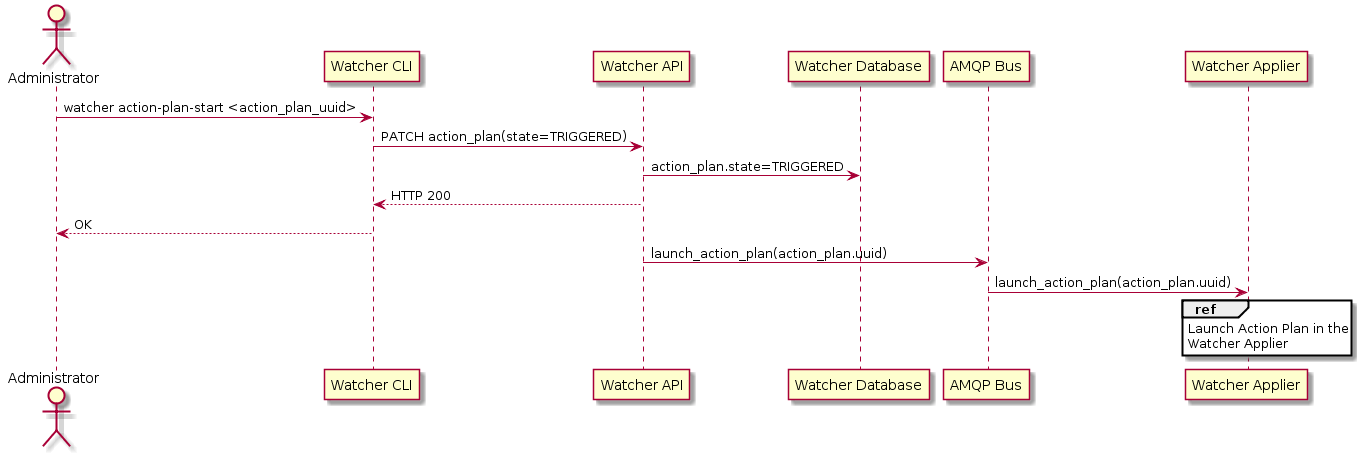 Administrator
Watcher CLI
Watcher API
Watcher Database
AMQP Bus
Watcher Applier
watcher action-plan-start <action_plan_uuid>
PATCH action_plan(state=TRIGGERED)
action_plan.state=TRIGGERED
HTTP 200
OK
launch_action_plan(action_plan.uuid)
launch_action_plan(action_plan.uuid)
ref
Launch Action Plan in the
Watcher Applier
Administrator
Watcher CLI
Watcher API
Watcher Database
AMQP Bus
Watcher Applier